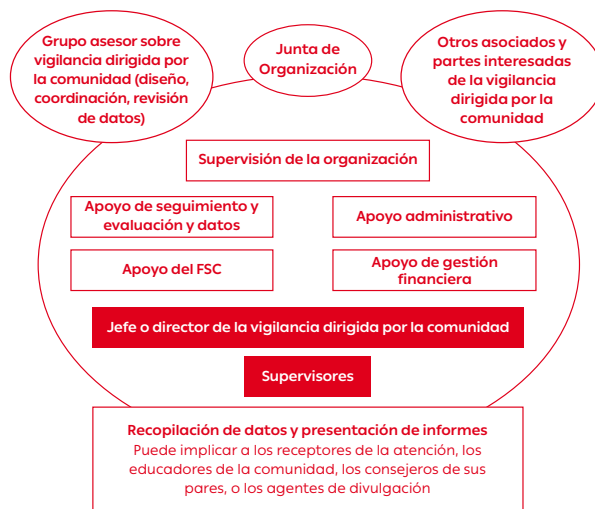 Grupo asesor sobre
vigilancia dirigida por
la comunidad (diseño,
coordinación, revisión
de datos)
Junta de
Organización
Otros asociados y
partes interesadas
de la vigilancia
dirigida por la
comunidad
Supervisión de la organización
Apoyo de seguimiento y
evaluación y datos
Apoyo administrativo
Apoyo del FSC
Apoyo de gestión
financiera
Jefe o director de la vigilancia dirigida por la comunidad
Supervisores
Recopilación de datos y presentación de informes
Puede implicar a los receptores de la atención, los
educadores de la comunidad, los consejeros de sus
pares, o los agentes de divulgación